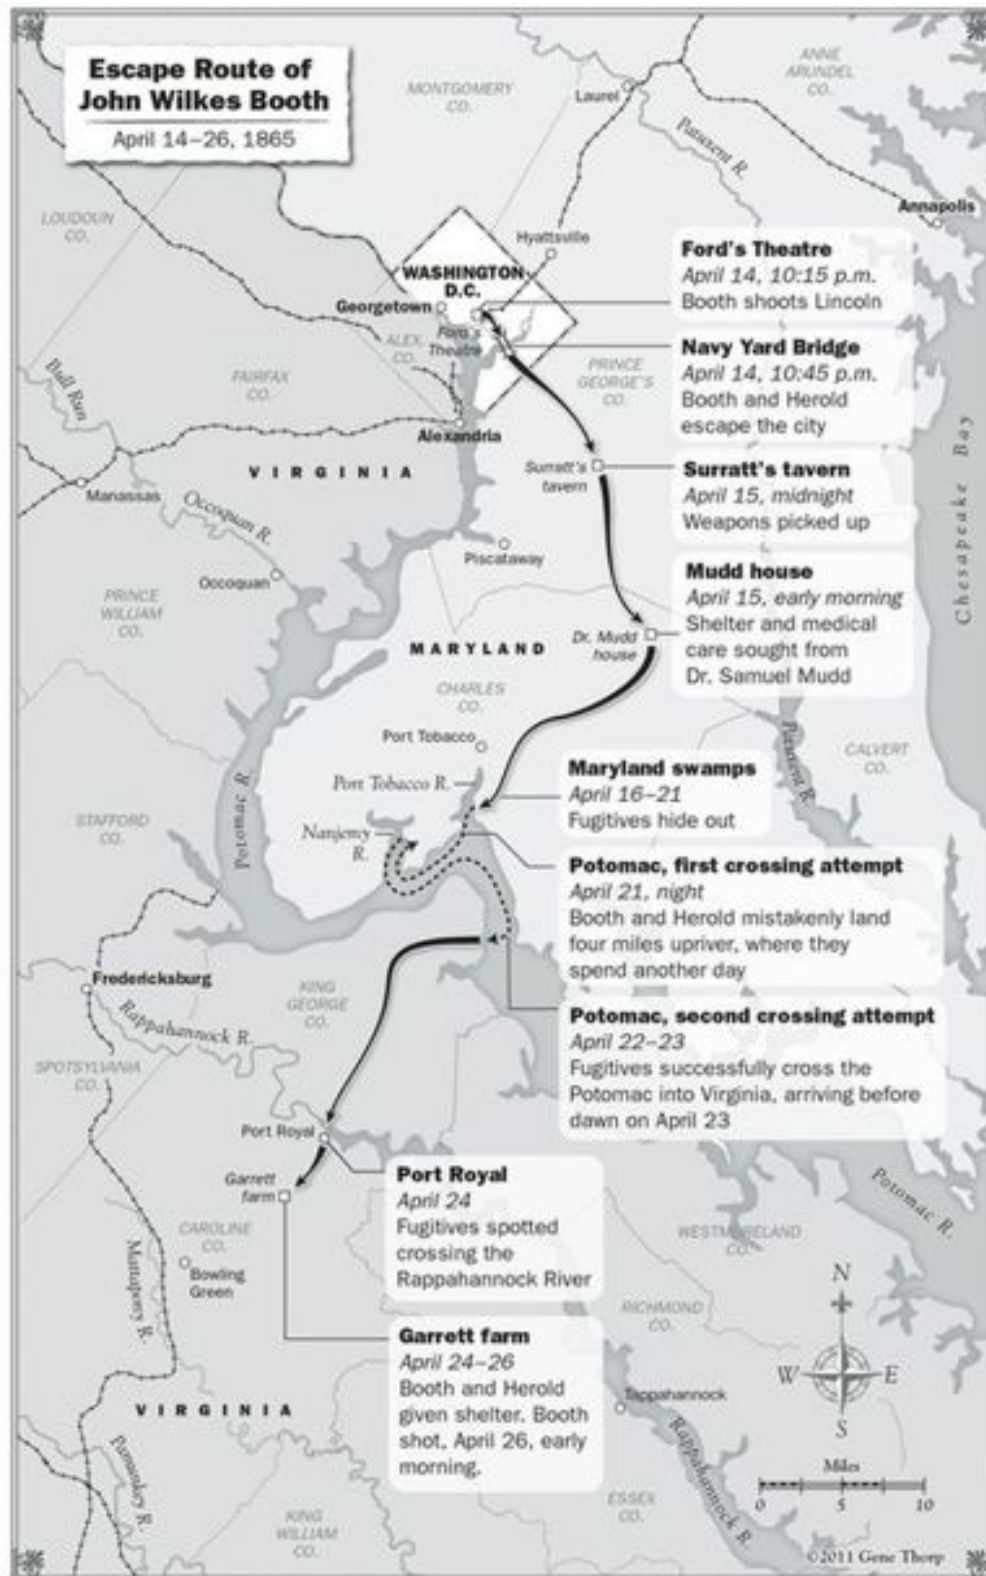 Escape Route of
John Wilkes Booth
April 14–26, 1865
MONTGOMERY
CO.
ANNE
ARUNDEL
CO.
Laurel
Patuxent R.
LOUDOUN
CO.
Annapolis
Hyattsville
WASHINGTON
D.C.
Georgetown
Ford's
Theatre
ALEX.
CO.
Ford's Theatre
April 14, 10:15 p.m.
Booth shoots Lincoln
Navy Yard Bridge
April 14, 10:45 p.m.
Booth and Herold
escape the city
PRINCE
GEORGE'S
CO.
Bull Run
FAIRFAX
CO.
Alexandria
VIRGINIA
Manassas
Occoquan R.
Surratt's
tavern
Surratt's tavern
April 15, midnight
Weapons picked up
Chesapeake Bay
Piscataway
Occoquan
PRINCE
WILLIAM
CO.
Mudd house
April 15, early morning
Shelter and medical
care sought from
Dr. Samuel Mudd
Dr. Mudd
house
MARYLAND
CHARLES
CO.
Port Tobacco
Port Tobacco R.
Patuxent R.
CALVERT
CO.
Potomac R.
STAFFORD
CO.
Nanjemoy
R.
Maryland swamps
April 16–21
Fugitives hide out
Potomac, first crossing attempt
April 21, night
Booth and Herold mistakenly land
four miles upriver, where they
spend another day
Fredericksburg
Rappahannock R.
KING
GEORGE
CO.
Potomac, second crossing attempt
April 22–23
Fugitives successfully cross the
Potomac into Virginia, arriving before
dawn on April 23
SPOTSYLVANIA
CO.
Port Royal
Garrett
farm
Port Royal
April 24
Fugitives spotted
crossing the
Rappahannock River
Potomac R.
CAROLINE
CO.
WESTMORELAND
CO.
Mattapony R.
Bowling
Green
N
W
E
S
RICHMOND
CO.
Garrett farm
April 24–26
Booth and Herold
given shelter. Booth
shot, April 26, early
morning.
Tappahannock
VIRGINIA
Rappahannock R.
Pamunkey R.
Miles
0 5 10
KING
WILLIAM
CO.
ESSEX
CO.
©2011 Gene Thorp